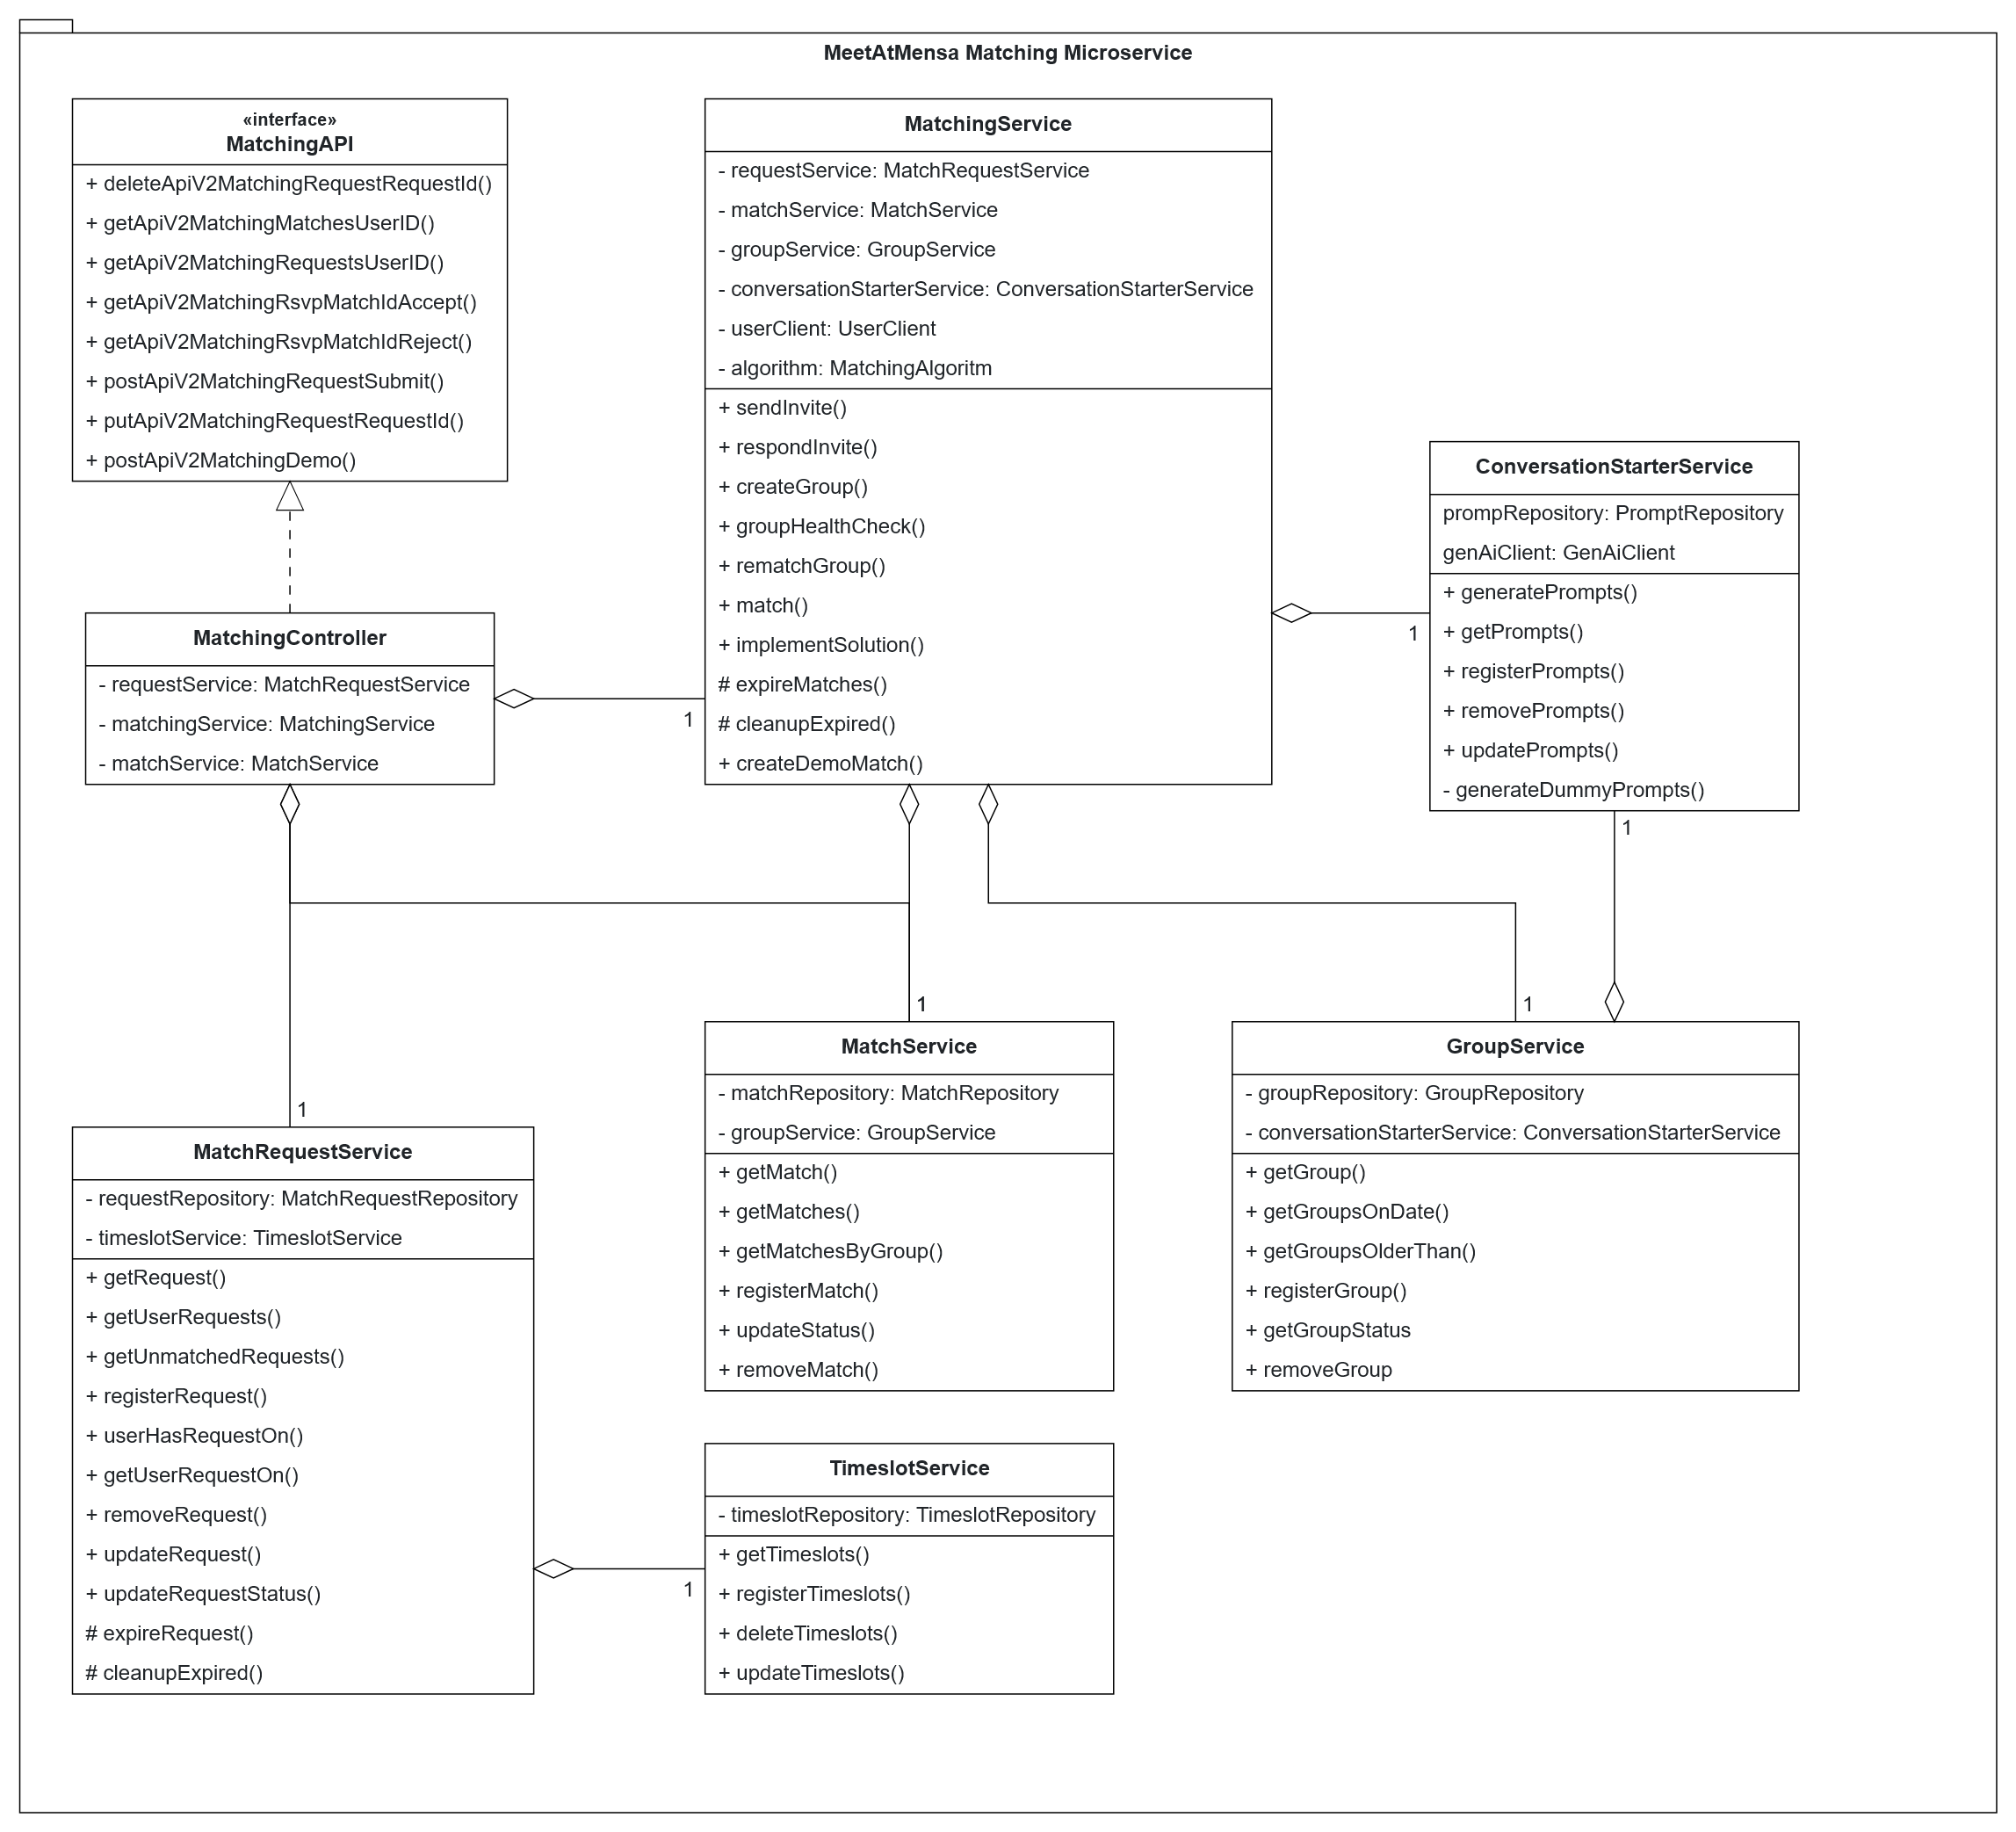 MeetAtMensa Matching Microservice
«interface»
MatchingAPI
+ deleteApiV2MatchingRequestRequestId()
+ getApiV2MatchingMatchesUserID()
+ getApiV2MatchingRequestsUserID()
+ getApiV2MatchingRsvpMatchIdAccept()
+ getApiV2MatchingRsvpMatchIdReject()
+ postApiV2MatchingRequestSubmit()
+ putApiV2MatchingRequestRequestId()
+ postApiV2MatchingDemo()
MatchingController
- requestService: MatchRequestService
- matchingService: MatchingService
- matchService: MatchService
1
MatchingService
- requestService: MatchRequestService
- matchService: MatchService
- groupService: GroupService
- conversationStarterService: ConversationStarterService
- userClient: UserClient
- algorithm: MatchingAlgoritm
+ sendInvite()
+ respondInvite()
+ createGroup()
+ groupHealthCheck()
+ rematchGroup()
+ match()
+ implementSolution()
# expireMatches()
# cleanupExpired()
+ createDemoMatch()
1
ConversationStarterService
prompRepository: PromptRepository
genAiClient: GenAiClient
+ generatePrompts()
+ getPrompts()
+ registerPrompts()
+ removePrompts()
+ updatePrompts()
- generateDummyPrompts()
1
1
MatchRequestService
- requestRepository: MatchRequestRepository
- timeslotService: TimeslotService
+ getRequest()
+ getUserRequests()
+ getUnmatchedRequests()
+ registerRequest()
+ userHasRequestOn()
+ getUserRequestOn()
+ removeRequest()
+ updateRequest()
+ updateRequestStatus()
# expireRequest()
# cleanupExpired()
1
MatchService
- matchRepository: MatchRepository
- groupService: GroupService
+ getMatch()
+ getMatches()
+ getMatchesByGroup()
+ registerMatch()
+ updateStatus()
+ removeMatch()
1
GroupService
- groupRepository: GroupRepository
- conversationStarterService: ConversationStarterService
+ getGroup()
+ getGroupsOnDate()
+ getGroupsOlderThan()
+ registerGroup()
+ getGroupStatus
+ removeGroup
1
TimeslotService
- timeslotRepository: TimeslotRepository
+ getTimeslots()
+ registerTimeslots()
+ deleteTimeslots()
+ updateTimeslots()